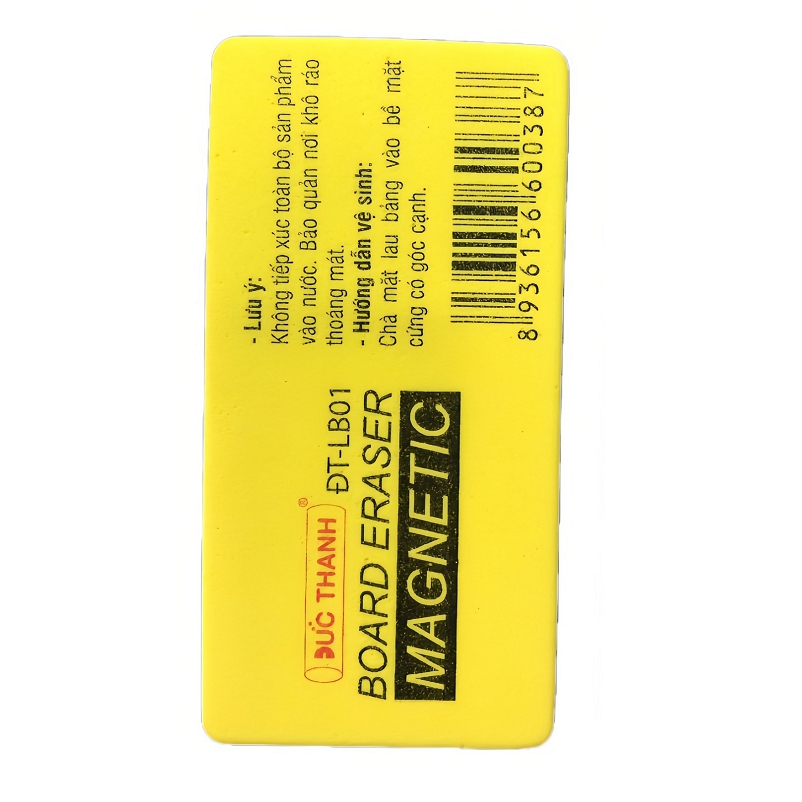 ĐỨC THANH ® ĐT-LB01
BOARD ERASER
MAGNETIC
- Lưu ý:
Không tiếp xúc toàn bộ sản phẩm
vào nước. Bảo quản nơi khô ráo
thoáng mát.
- Hướng dẫn vệ sinh:
Chà mặt lau bảng vào bề mặt
cứng có góc cạnh.
8 936156 600387